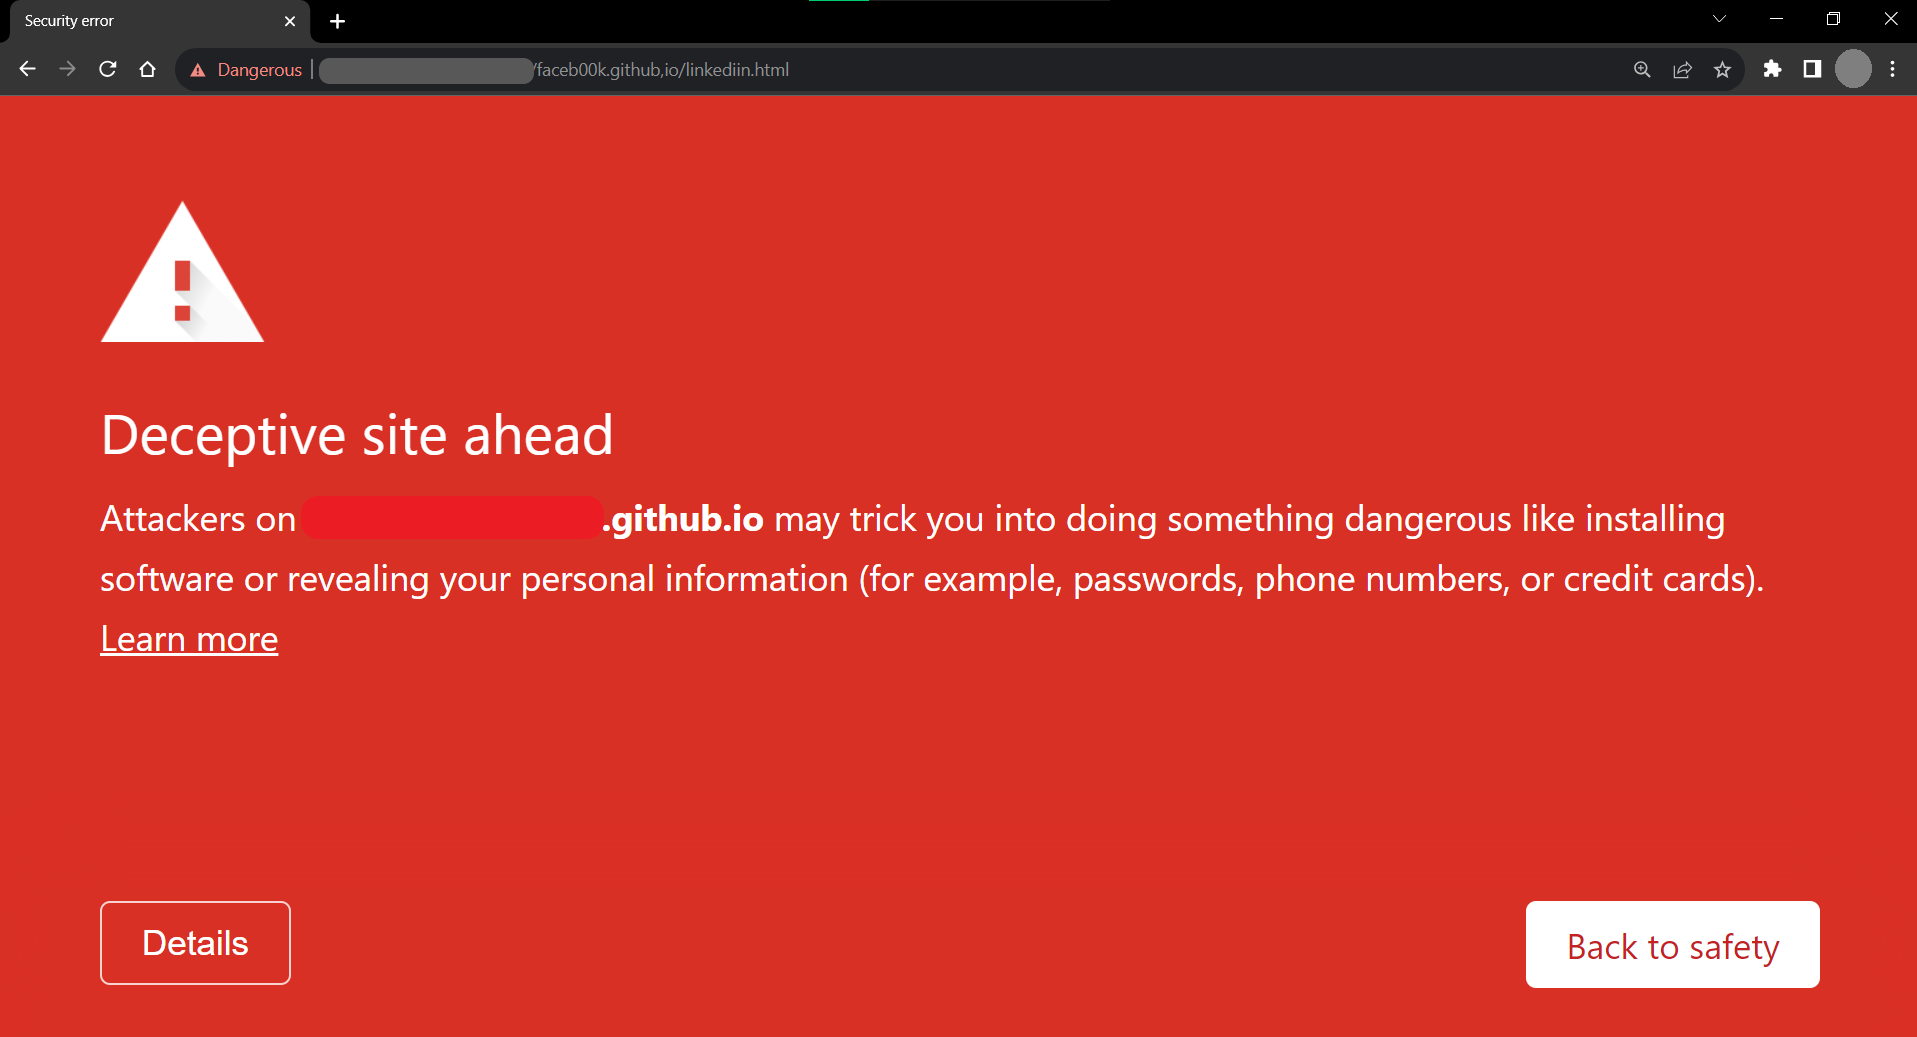 Security error
Dangerous | /faceb00k.github,io/linkediin.html
Deceptive site ahead
Attackers on .github.io may trick you into doing something dangerous like installing
software or revealing your personal information (for example, passwords, phone numbers, or credit cards).
Learn more
Details
Back to safety